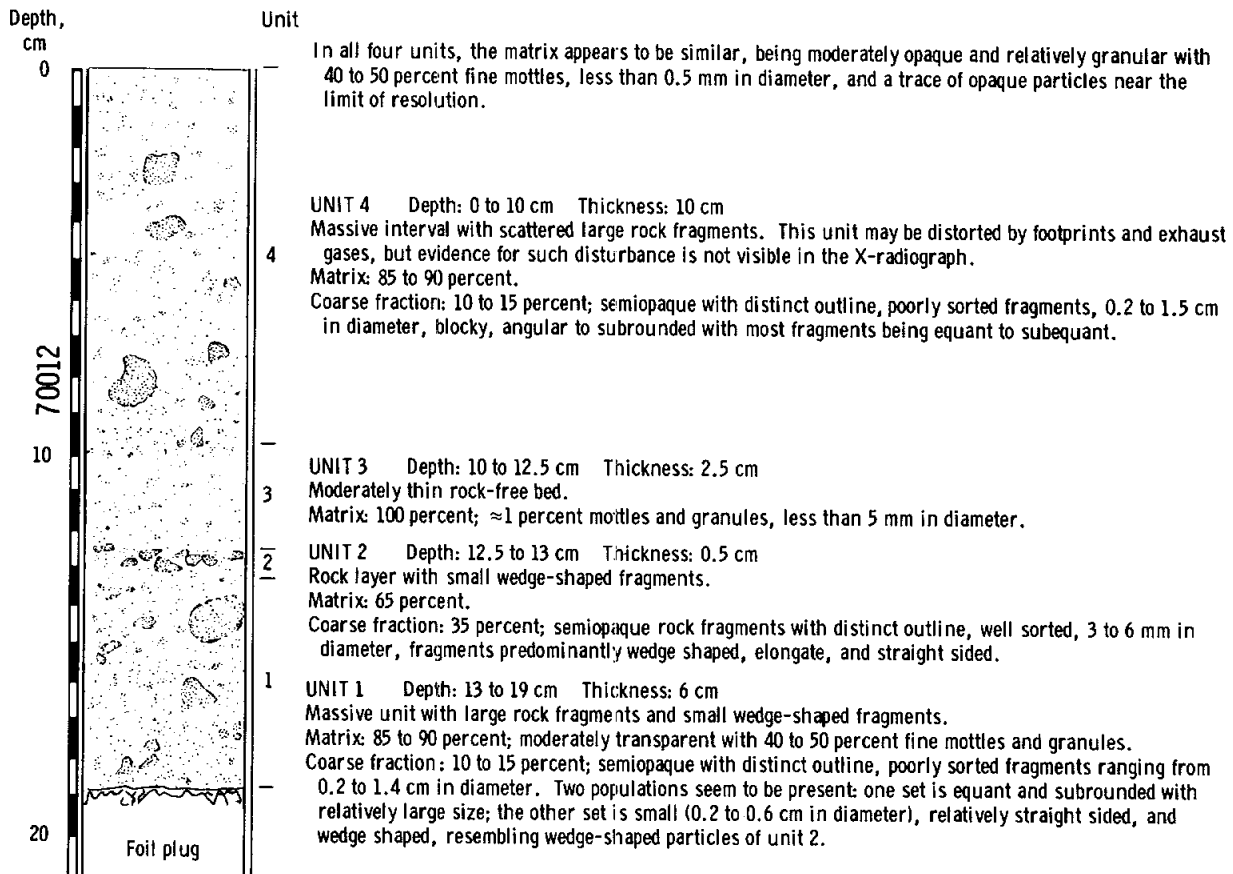 Depth,
cm
Unit
0
In all four units, the matrix appears to be similar, being moderately opaque and relatively granular with
40 to 50 percent fine mottles, less than 0.5 mm in diameter, and a trace of opaque particles near the
limit of resolution.
UNIT 4 Depth: 0 to 10 cm Thickness: 10 cm
Massive interval with scattered large rock fragments. This unit may be distorted by footprints and exhaust
gases, but evidence for such disturbance is not visible in the X-radiograph.
Matrix: 85 to 90 percent.
Coarse fraction: 10 to 15 percent; semiopaque with distinct outline, poorly sorted fragments, 0.2 to 1.5 cm
in diameter, blocky, angular to subrounded with most fragments being equant to subequant.
4
70012
10
UNIT 3 Depth: 10 to 12.5 cm Thickness: 2.5 cm
Moderately thin rock-free bed.
Matrix: 100 percent; ≈1 percent mottles and granules, less than 5 mm in diameter.
3
UNIT 2 Depth: 12.5 to 13 cm Thickness: 0.5 cm
Rock layer with small wedge-shaped fragments.
Matrix: 65 percent.
Coarse fraction: 35 percent; semiopaque rock fragments with distinct outline, well sorted, 3 to 6 mm in
diameter, fragments predominantly wedge shaped, elongate, and straight sided.
2
UNIT 1 Depth: 13 to 19 cm Thickness: 6 cm
Massive unit with large rock fragments and small wedge-shaped fragments.
Matrix: 85 to 90 percent; moderately transparent with 40 to 50 percent fine mottles and granules.
Coarse fraction: 10 to 15 percent; semiopaque with distinct outline, poorly sorted fragments ranging from
0.2 to 1.4 cm in diameter. Two populations seem to be present: one set is equant and subrounded with
relatively large size; the other set is small (0.2 to 0.6 cm in diameter), relatively straight sided, and
wedge shaped, resembling wedge-shaped particles of unit 2.
1
20
Foil plug